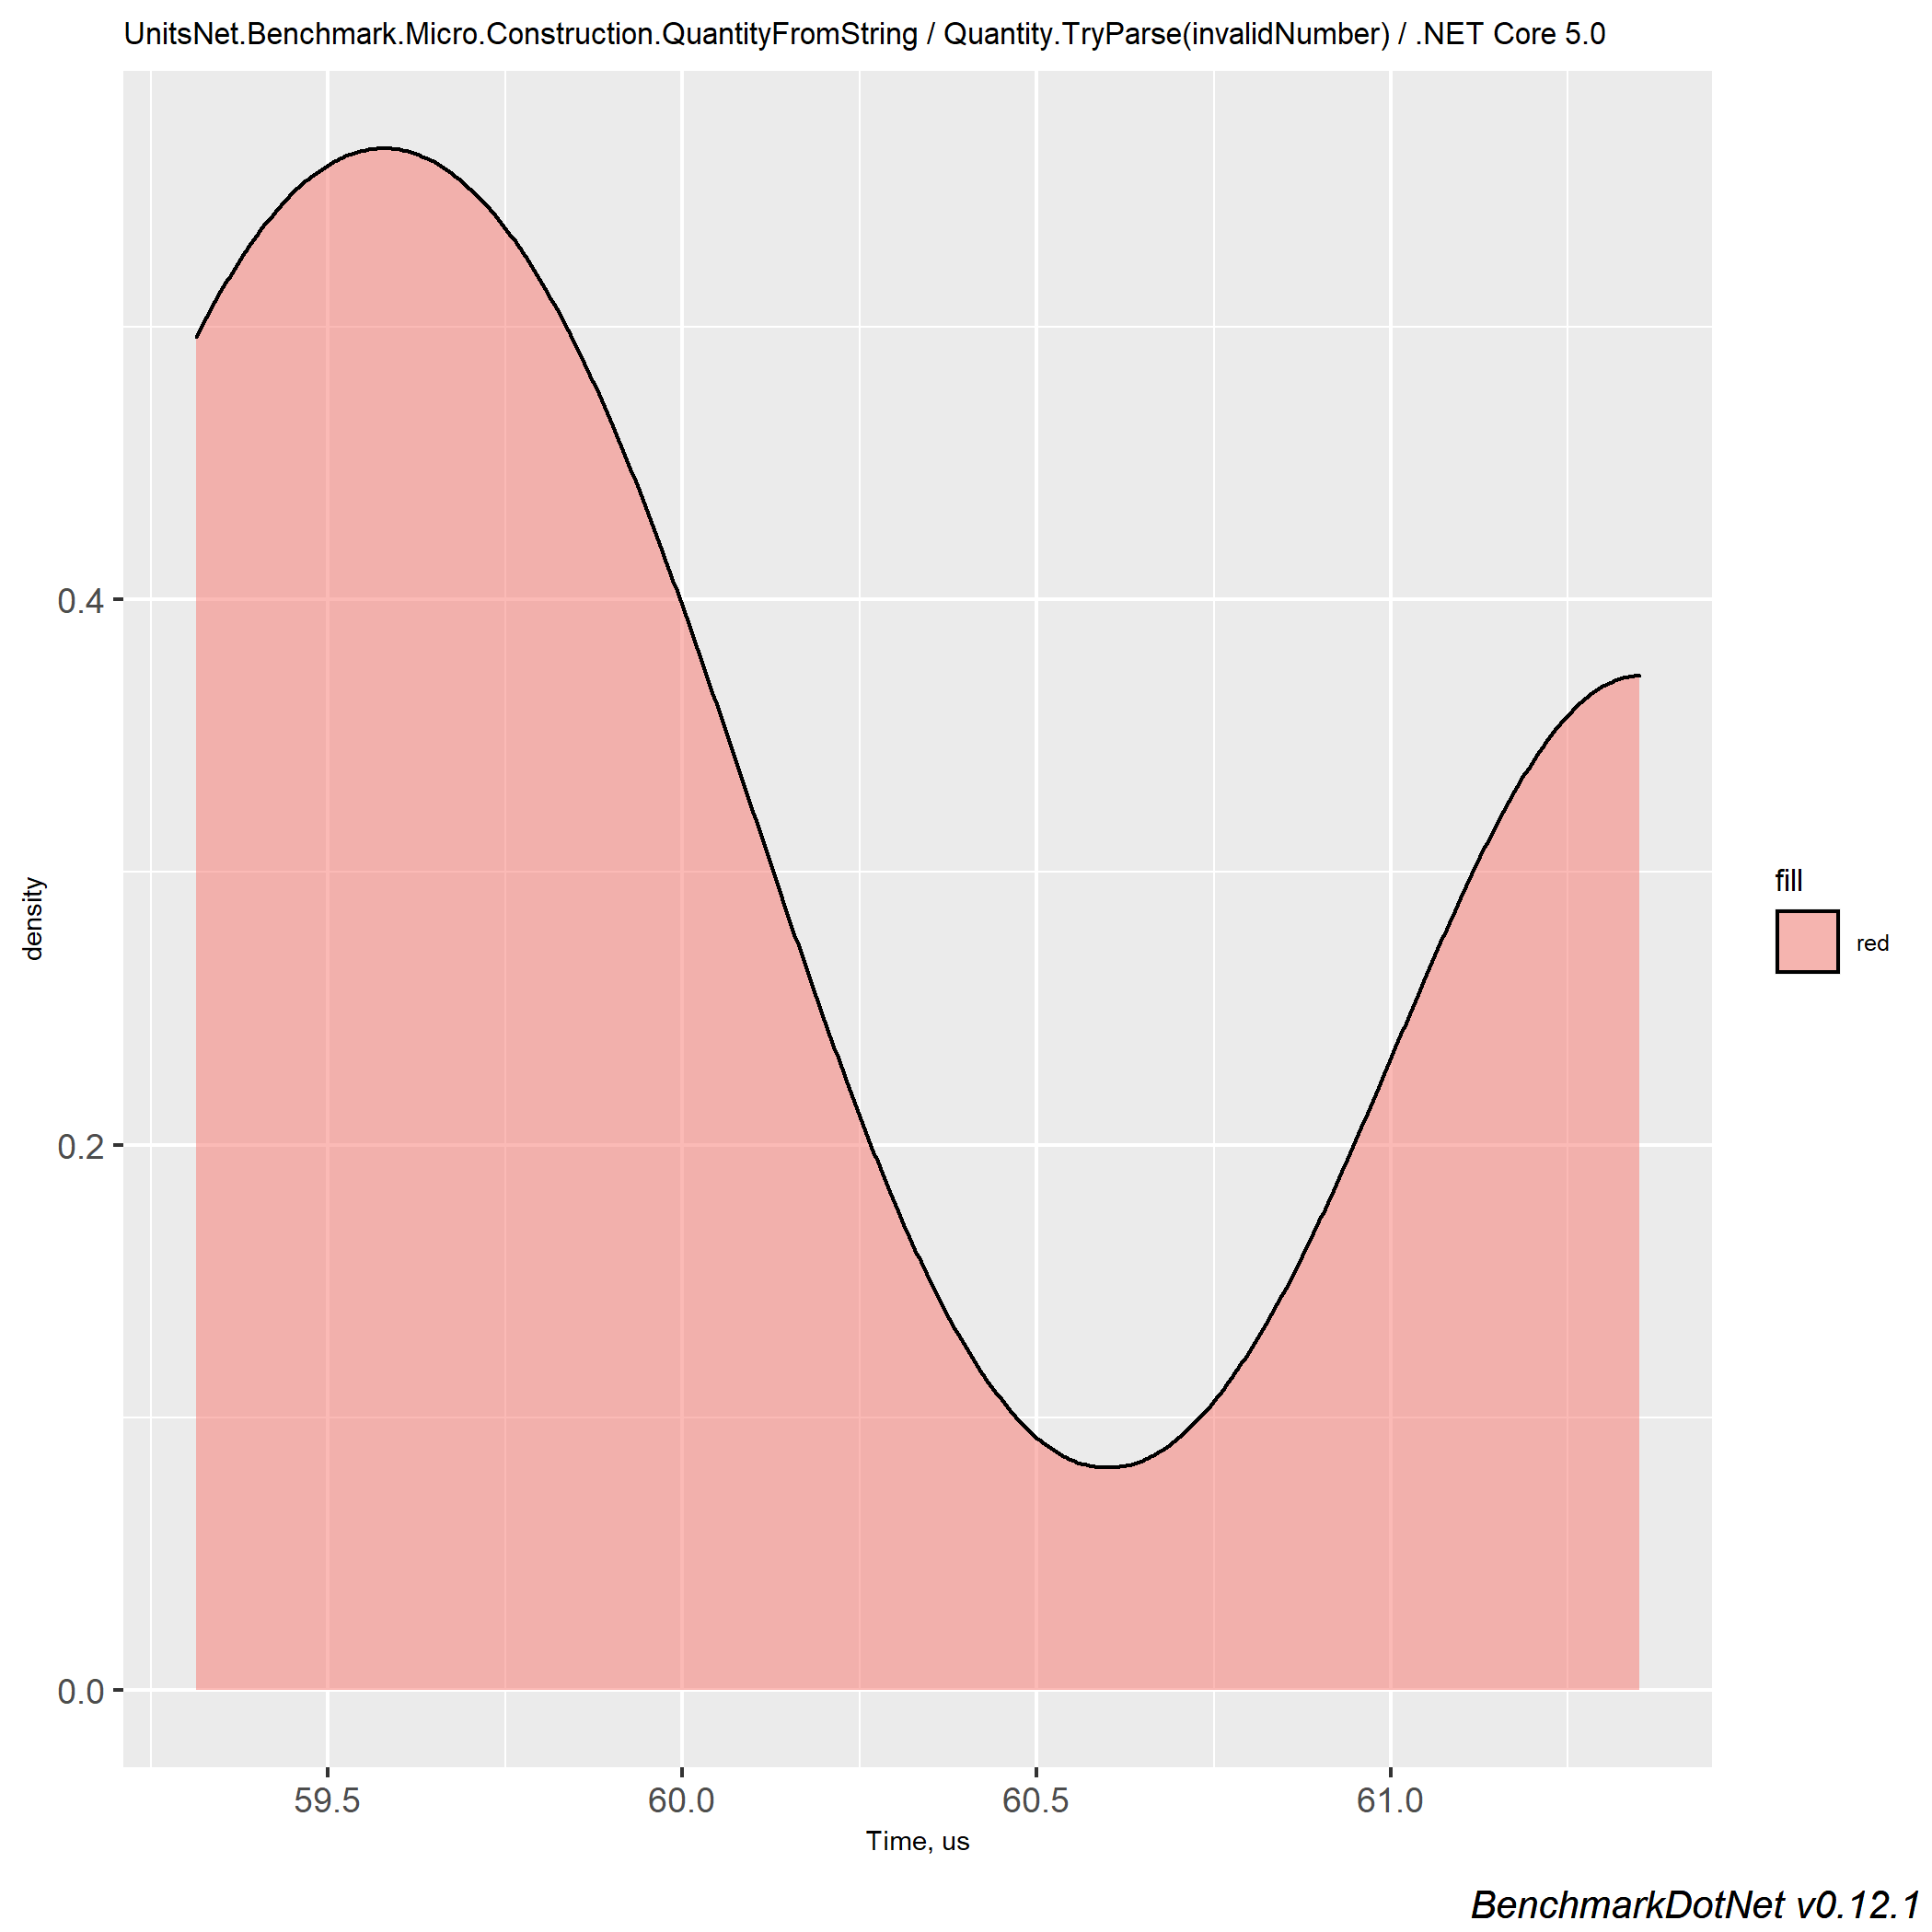 UnitsNet.Benchmark.Micro.Construction.QuantityFromString / Quantity.TryParse(invalidNumber) / .NET Core 5.0
density
0.4
0.2
0.0
59.5 60.0 60.5 61.0
Time, us
fill
red
BenchmarkDotNet v0.12.1